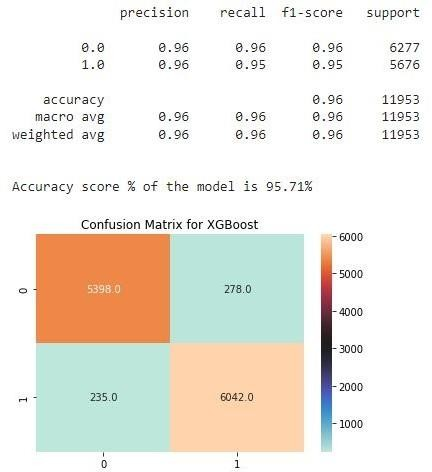 precision recall f1-score support
0.0 0.96 0.96 0.96 6277
1.0 0.96 0.95 0.95 5676
accuracy 0.96 11953
macro avg 0.96 0.96 0.96 11953
weighted avg 0.96 0.96 0.96 11953
Accuracy score % of the model is 95.71%
Confusion Matrix for XGBoost
0 5398.0 278.0
1 235.0 6042.0
0 1
6000
5000
4000
3000
2000
1000